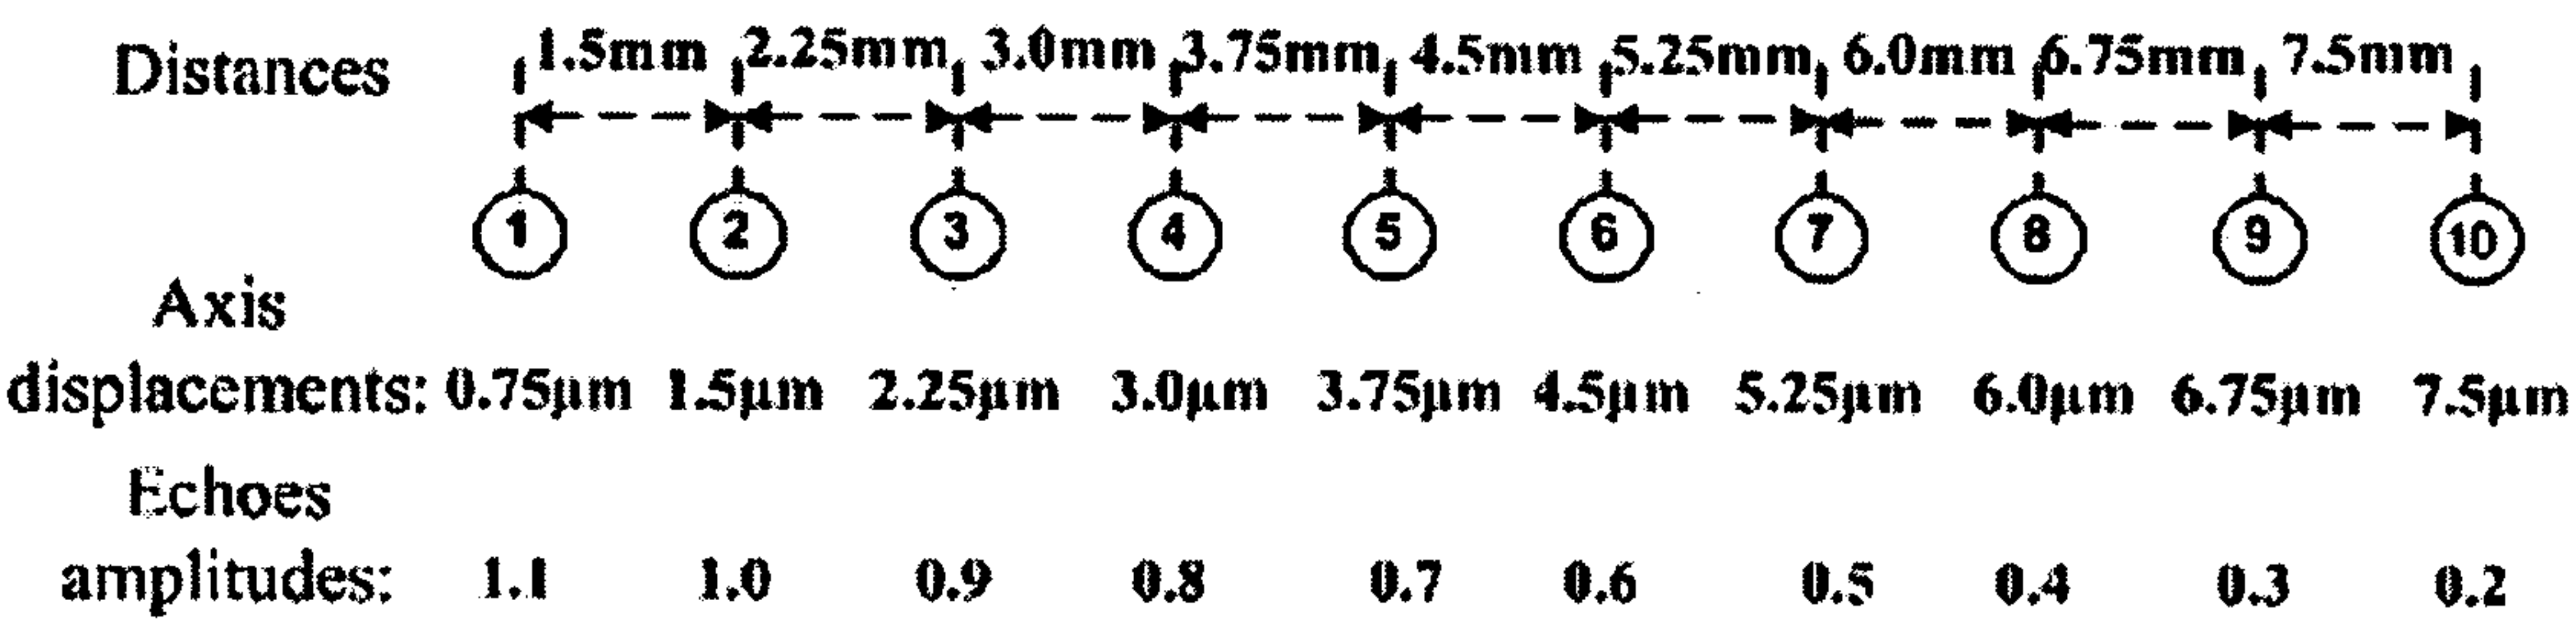 Distances 1.5mm 2.25mm 3.0mm 3.75mm 4.5mm 5.25mm 6.0mm 6.75mm 7.5mm
1 2 3 4 5 6 7 8 9 10
Axis
displacements: 0.75µm 1.5µm 2.25µm 3.0µm 3.75µm 4.5µm 5.25µm 6.0µm 6.75µm 7.5µm
Echoes
amplitudes: 1.1 1.0 0.9 0.8 0.7 0.6 0.5 0.4 0.3 0.2